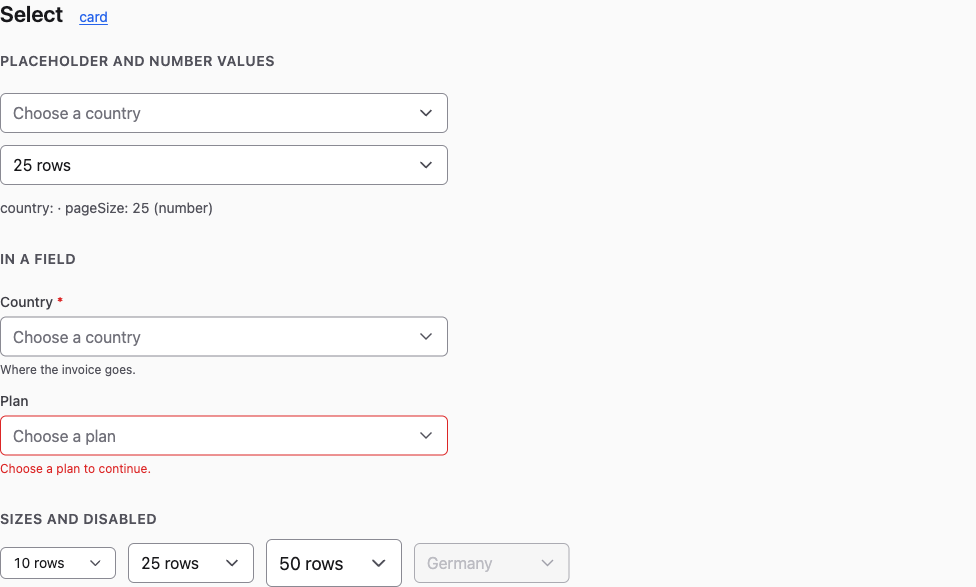 Select card
PLACEHOLDER AND NUMBER VALUES
Choose a country
25 rows
country: · pageSize: 25 (number)
IN A FIELD
Country *
Choose a country
Where the invoice goes.
Plan
Choose a plan
Choose a plan to continue.
SIZES AND DISABLED
10 rows 25 rows 50 rows Germany